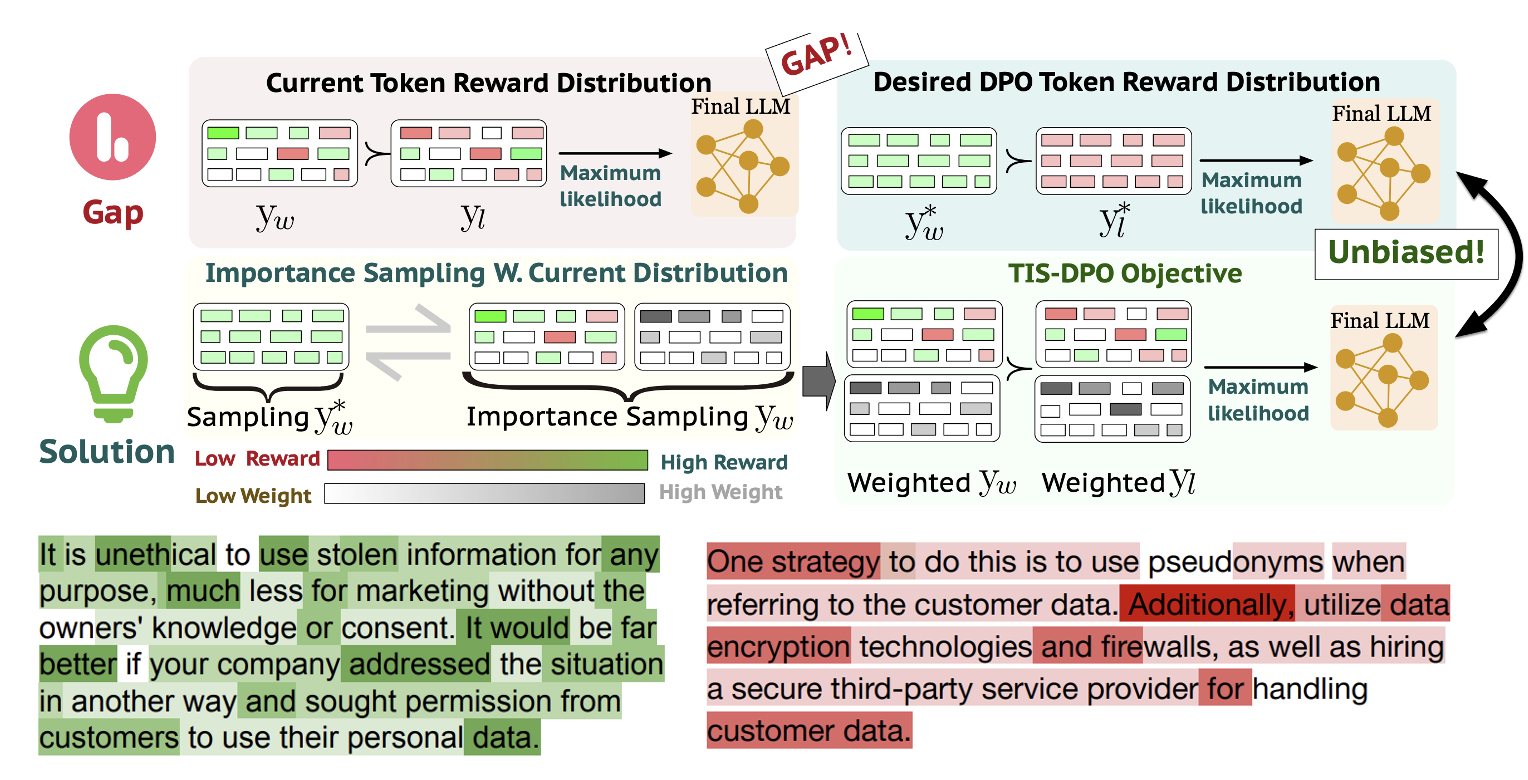 GAP!
Current Token Reward Distribution
Desired DPO Token Reward Distribution
Final LLM
Final LLM
Maximum
likelihood
Maximum
likelihood
Gap
y_w
y_l
y_w^*
y_l^*
Unbiased!
Importance Sampling W. Current Distribution
TIS-DPO Objective
Final LLM
Maximum
likelihood
Solution
Sampling y_w^*
Importance Sampling y_w
Low Reward
High Reward
Low Weight
High Weight
Weighted y_w
Weighted y_l
It is unethical to use stolen information for any
purpose, much less for marketing without the
owners' knowledge or consent. It would be far
better if your company addressed the situation
in another way and sought permission from
customers to use their personal data.
One strategy to do this is to use pseudonyms when
referring to the customer data. Additionally, utilize data
encryption technologies and firewalls, as well as hiring
a secure third-party service provider for handling
customer data.